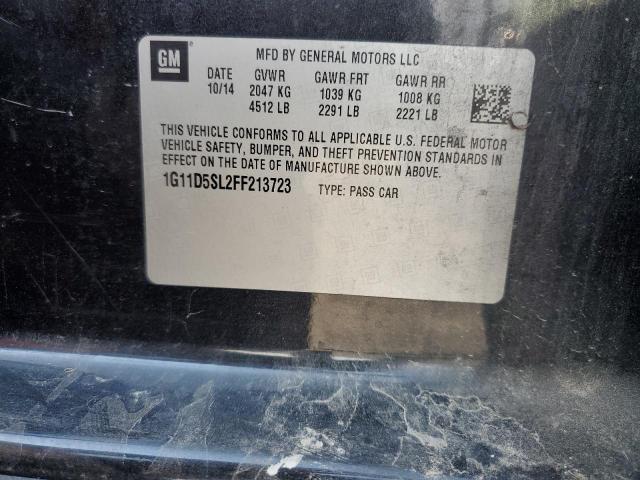 GM
MFD BY GENERAL MOTORS LLC
DATE GVWR GAWR FRT GAWR RR
10/14 2047 KG 1039 KG 1008 KG
4512 LB 2291 LB 2221 LB
THIS VEHICLE CONFORMS TO ALL APPLICABLE U.S. FEDERAL MOTOR
VEHICLE SAFETY, BUMPER, AND THEFT PREVENTION STANDARDS IN
EFFECT ON THE DATE OF MANUFACTURE SHOWN ABOVE.
1G11D5SL2FF213723 TYPE: PASS CAR